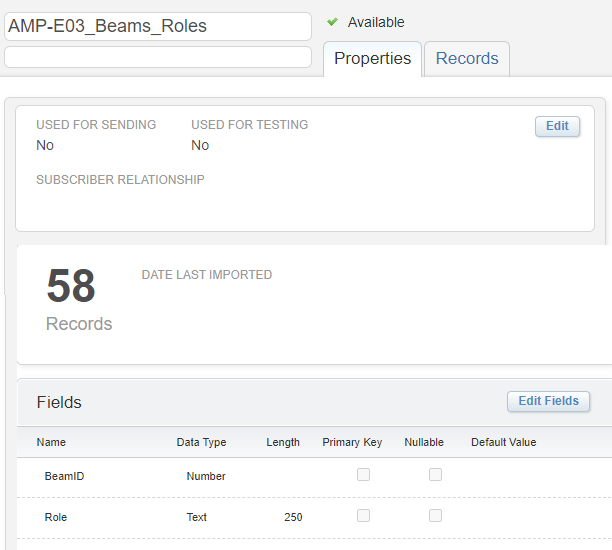 AMP-E03_Beams_Roles
Available
Properties Records
USED FOR SENDING USED FOR TESTING Edit
No No
SUBSCRIBER RELATIONSHIP
58 DATE LAST IMPORTED
Records
Fields Edit Fields
Name Data Type Length Primary Key Nullable Default Value
BeamID Number
Role Text 250